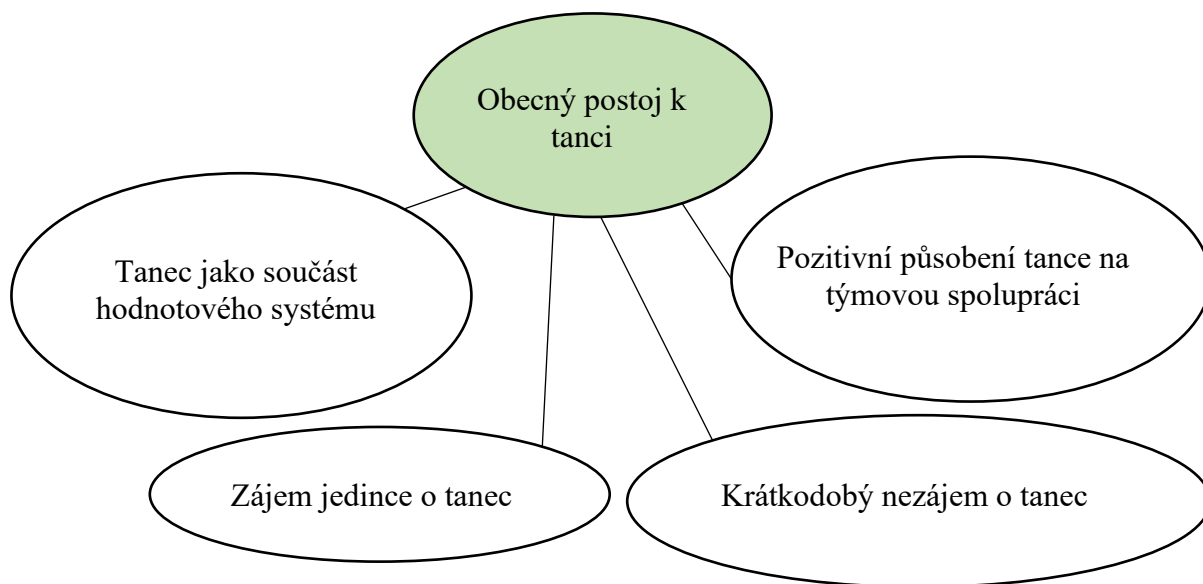 Obecný postoj k
tanci
Tanec jako součást
hodnotového systému
Pozitivní působení tance na
týmovou spolupráci
Zájem jedince o tanec
Krátkodobý nezájem o tanec